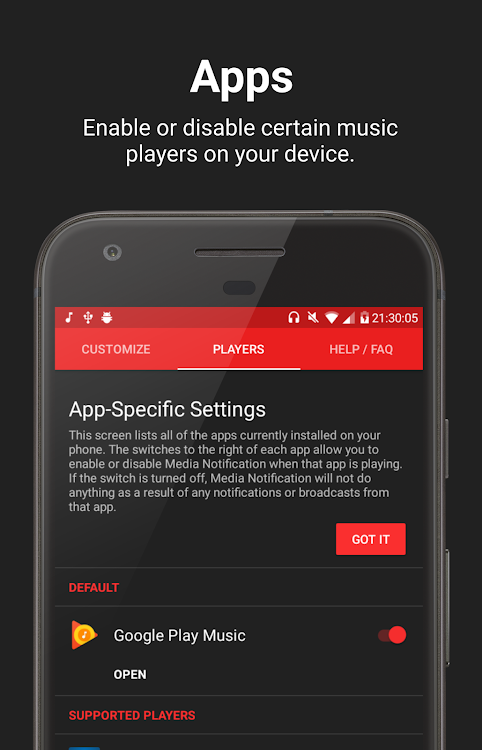 Apps
Enable or disable certain music
players on your device.
21:30:05
CUSTOMIZE
PLAYERS
HELP / FAQ
App-Specific Settings
This screen lists all of the apps currently installed on your
phone. The switches to the right of each app allow you to
enable or disable Media Notification when that app is playing.
If the switch is turned off, Media Notification will not do
anything as a result of any notifications or broadcasts from
that app.
GOT IT
DEFAULT
Google Play Music
OPEN
SUPPORTED PLAYERS